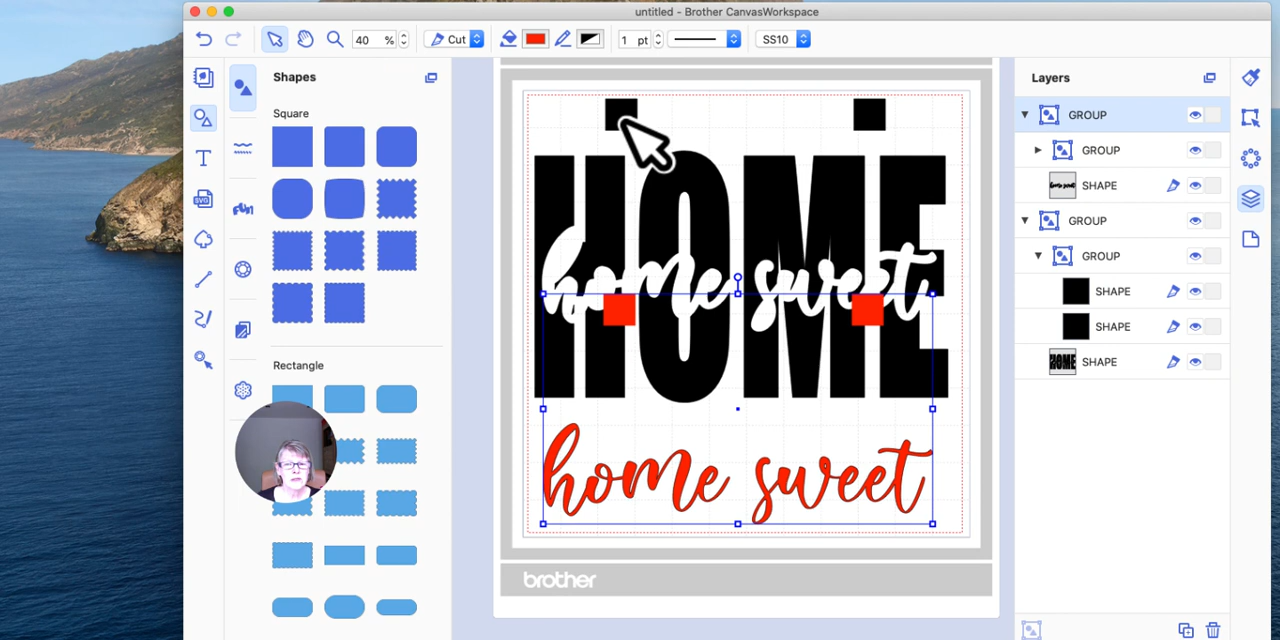 untitled - Brother CanvasWorkspace
40 %
Cut
1 pt
SS10
Shapes
Square
Rectangle
HOME
home sweet
home sweet
brother
Layers
GROUP
GROUP
SHAPE
GROUP
GROUP
SHAPE
SHAPE
SHAPE